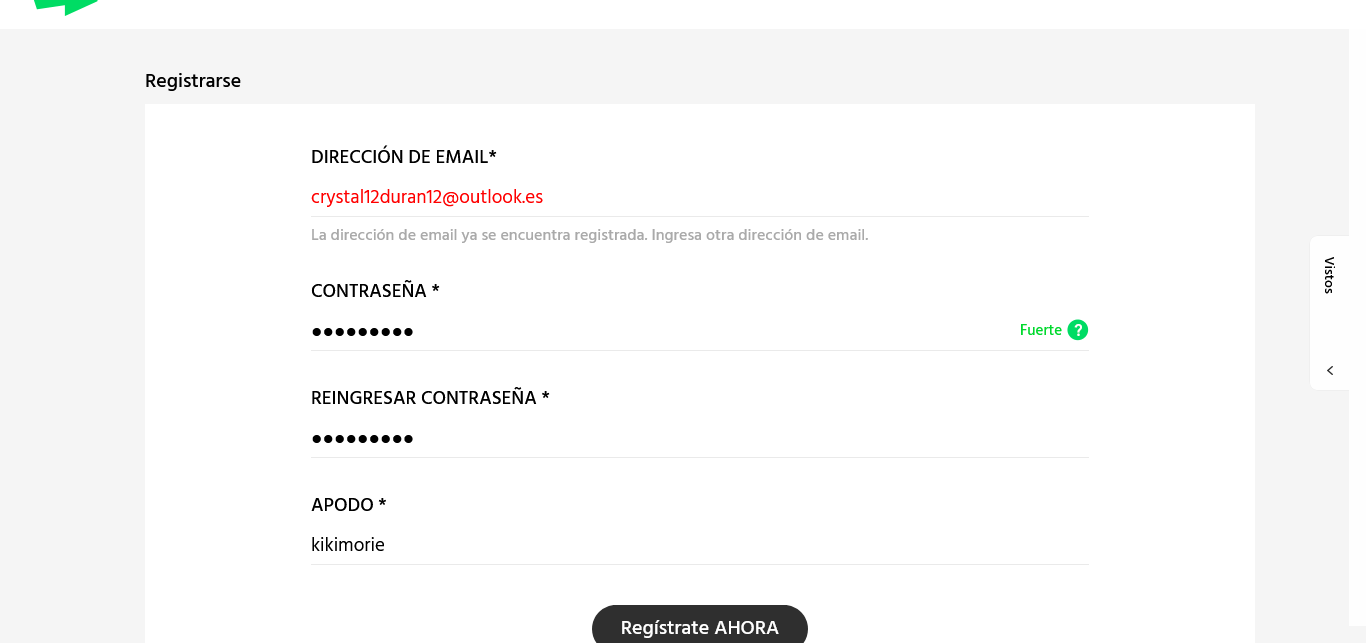 Registrarse
DIRECCIÓN DE EMAIL*
crystal12duran12@outlook.es
La dirección de email ya se encuentra registrada. Ingresa otra dirección de email.
CONTRASEÑA *
●●●●●●●●●
Fuerte ?
REINGRESAR CONTRASEÑA *
●●●●●●●●●
APODO *
kikimorie
Regístrate AHORA
Vistos